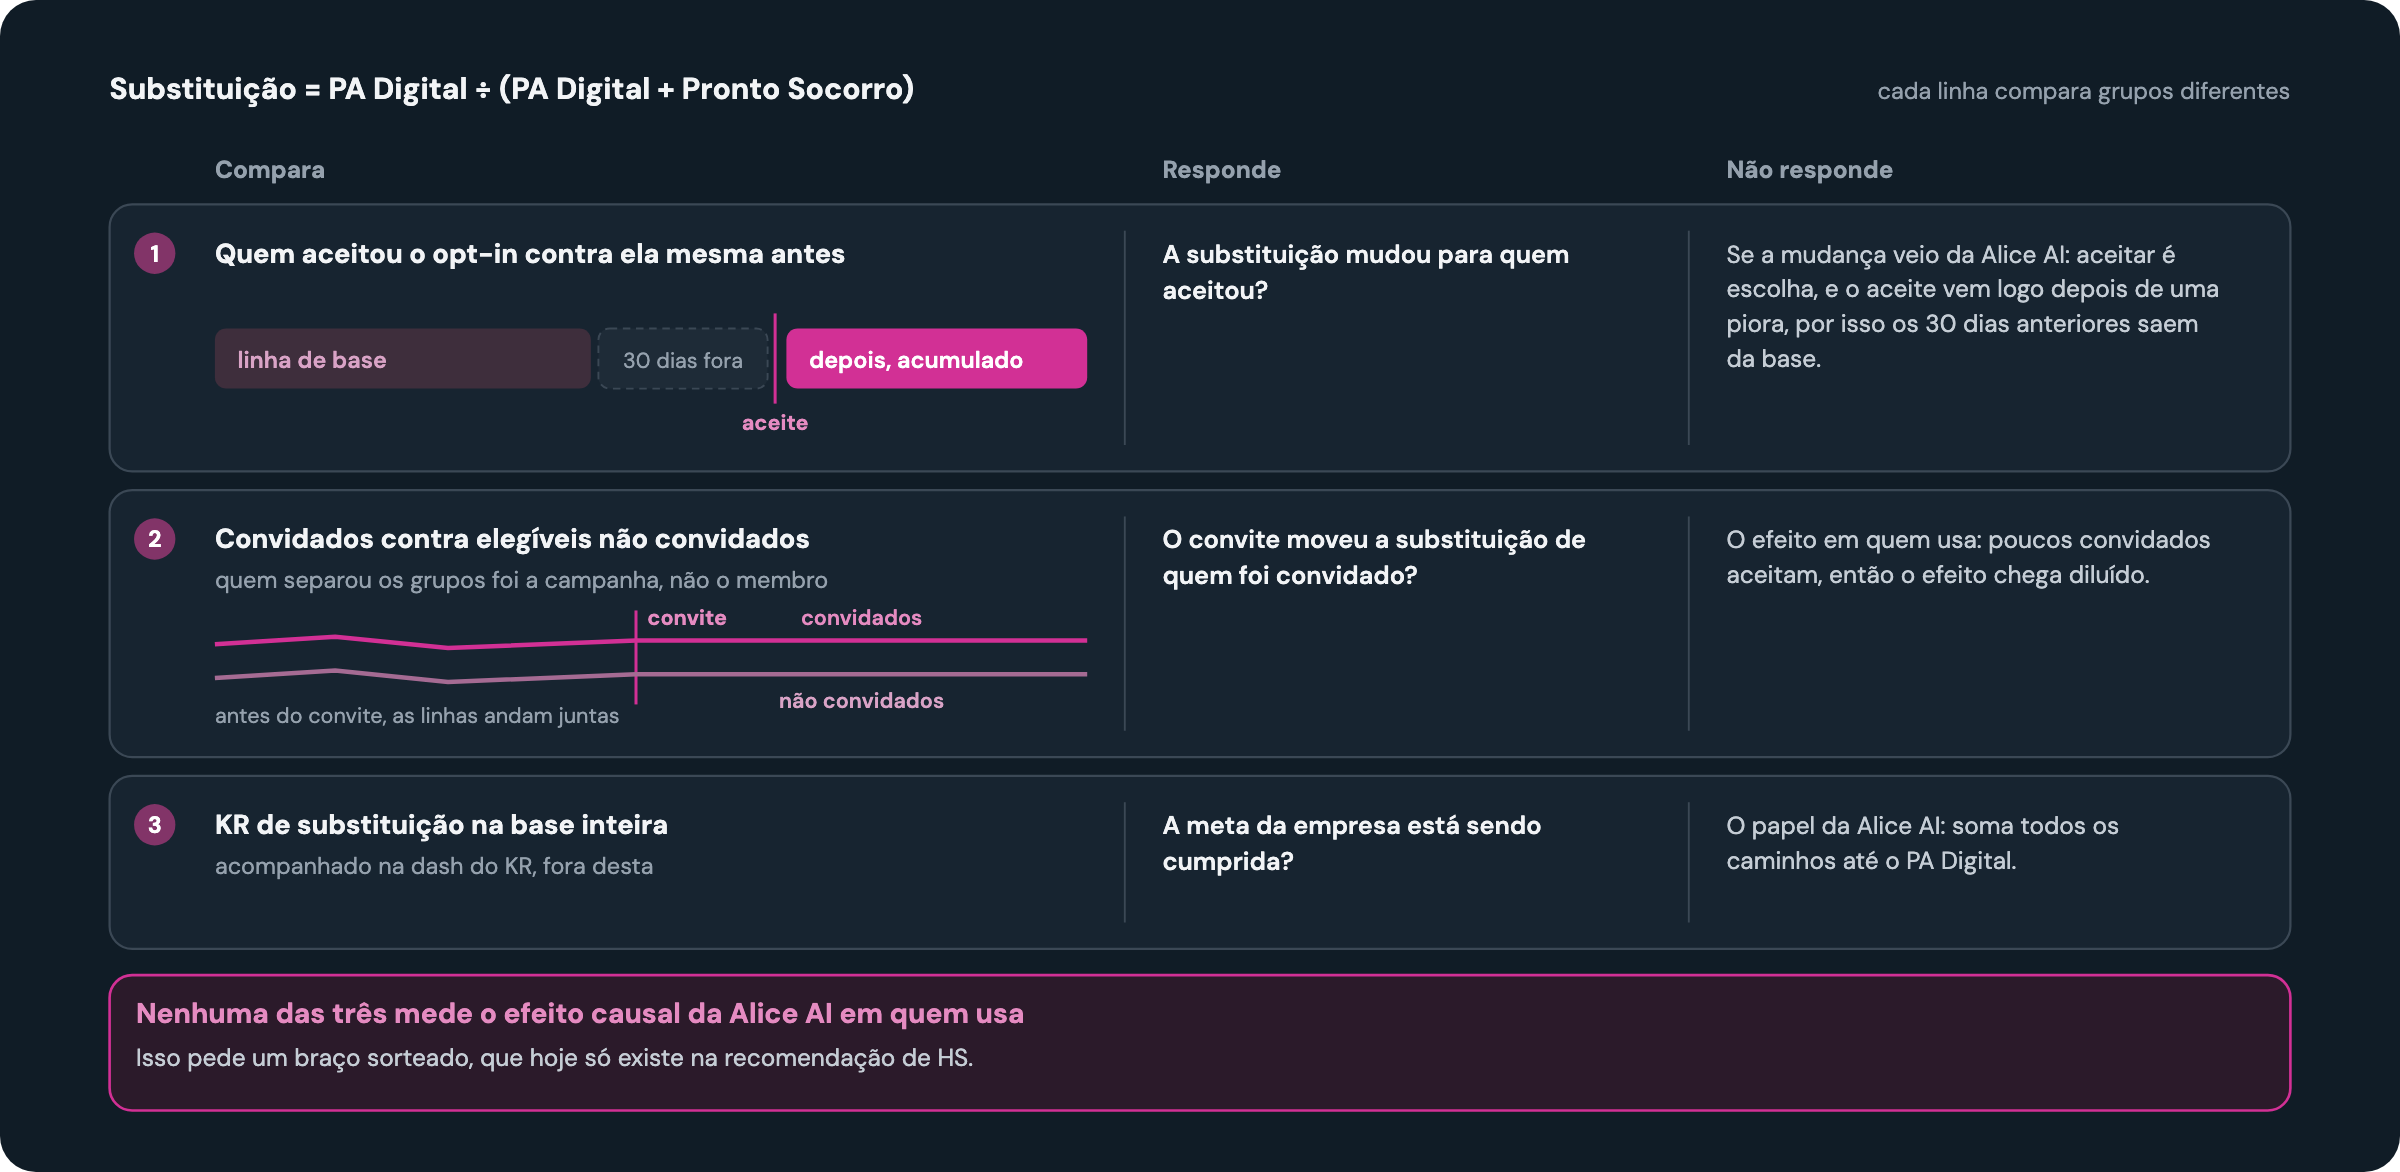 Substituição = PA Digital ÷ (PA Digital + Pronto Socorro)
cada linha compara grupos diferentes
Compara
Responde
Não responde
1
Quem aceitou o opt-in contra ela mesma antes
linha de base
30 dias fora
depois, acumulado
aceite
A substituição mudou para quem
aceitou?
Se a mudança veio da Alice AI: aceitar é
escolha, e o aceite vem logo depois de uma
piora, por isso os 30 dias anteriores saem
da base.
2
Convidados contra elegíveis não convidados
quem separou os grupos foi a campanha, não o membro
convite
convidados
não convidados
antes do convite, as linhas andam juntas
O convite moveu a substituição de
quem foi convidado?
O efeito em quem usa: poucos convidados
aceitam, então o efeito chega diluído.
3
KR de substituição na base inteira
acompanhado na dash do KR, fora desta
A meta da empresa está sendo
cumprida?
O papel da Alice AI: soma todos os
caminhos até o PA Digital.
Nenhuma das três mede o efeito causal da Alice AI em quem usa
Isso pede um braço sorteado, que hoje só existe na recomendação de HS.